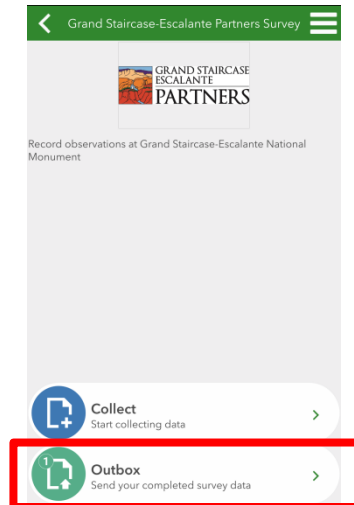 Grand Staircase-Escalante Partners Survey
GRAND STAIRCASE
ESCALANTE
PARTNERS
Record observations at Grand Staircase-Escalante National
Monument
Collect
Start collecting data
1
Outbox
Send your completed survey data